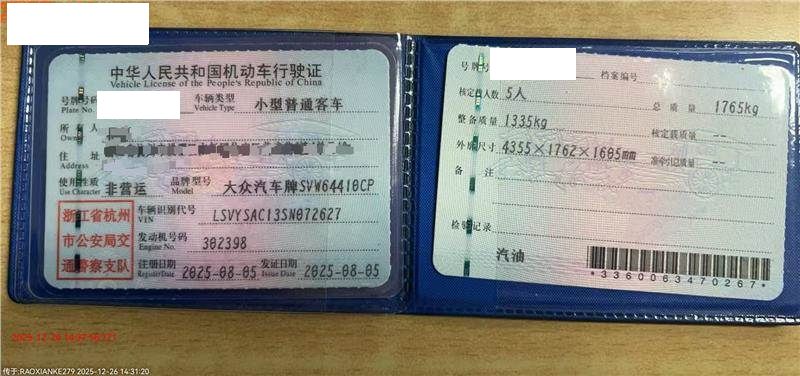 中华人民共和国机动车行驶证
Vehicle License of the People's Republic of China
号牌号码
Plate No.
车辆类型
Vehicle Type
小型普通客车
所有人
Owner
住址
Address
使用性质
Use Character
非营运
品牌型号
Model
大众汽车牌SVW64410CP
浙江省杭州
市公安局交
通警察支队
车辆识别代号
VIN
LSVYSAC13SN072627
发动机号码
Engine No.
302398
注册日期
Register Date
2025-08-05
发证日期
Issue Date
2025-08-05
号牌号
档案编号
核定载人数
5人
总质量
1765kg
整备质量
1335kg
核定载质量
--
外廓尺寸
4355×1762×1605mm
准牵引总质量
--
备注
检验记录
汽油
*3360063470267*
传于:RAOXIANKE279 2025-12-26 14:31:20